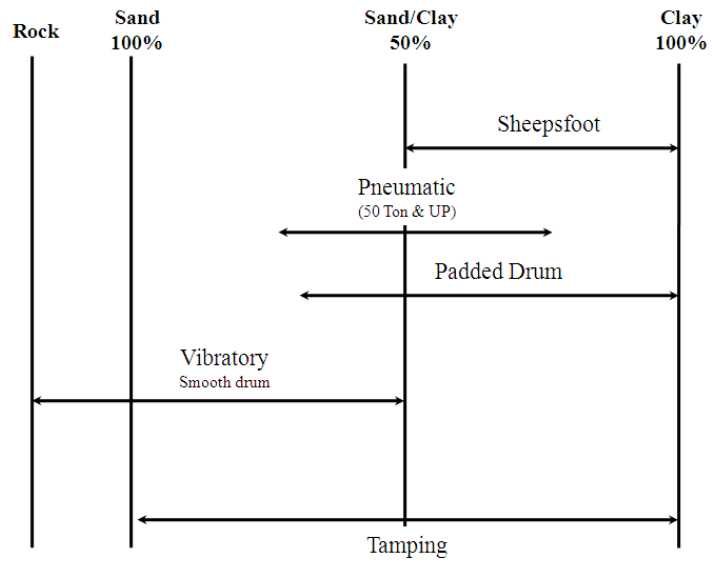 Rock
Sand
100%
Sand/Clay
50%
Clay
100%
Sheepsfoot
Pneumatic
(50 Ton & UP)
Padded Drum
Vibratory
Smooth drum
Tamping